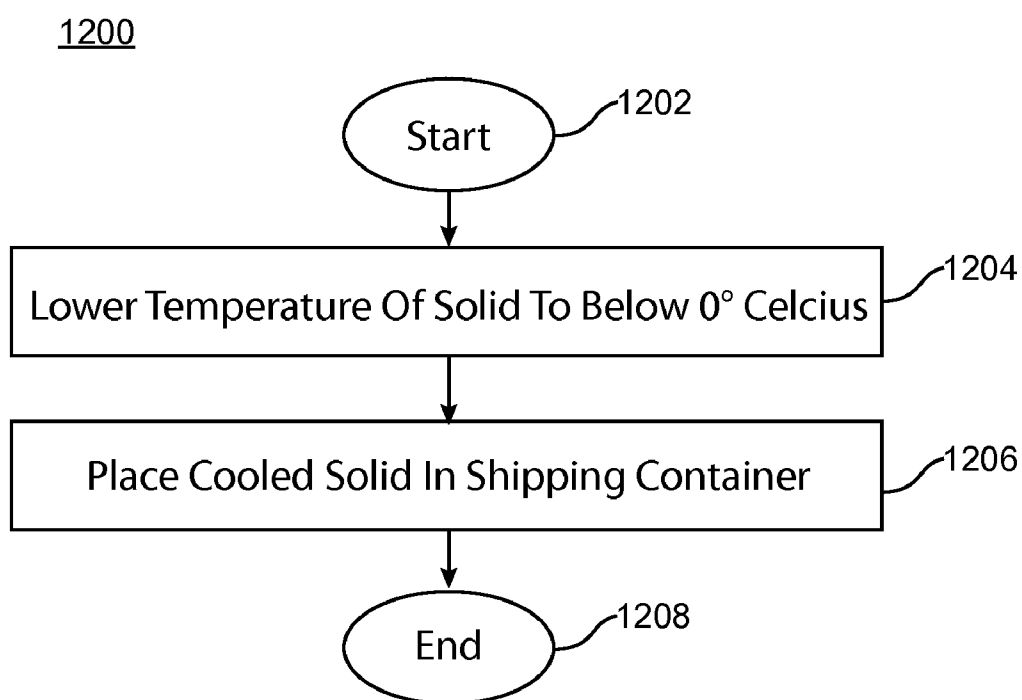 1200
Start
1202
Lower Temperature Of Solid To Below 0° Celcius
1204
Place Cooled Solid In Shipping Container
1206
End
1208